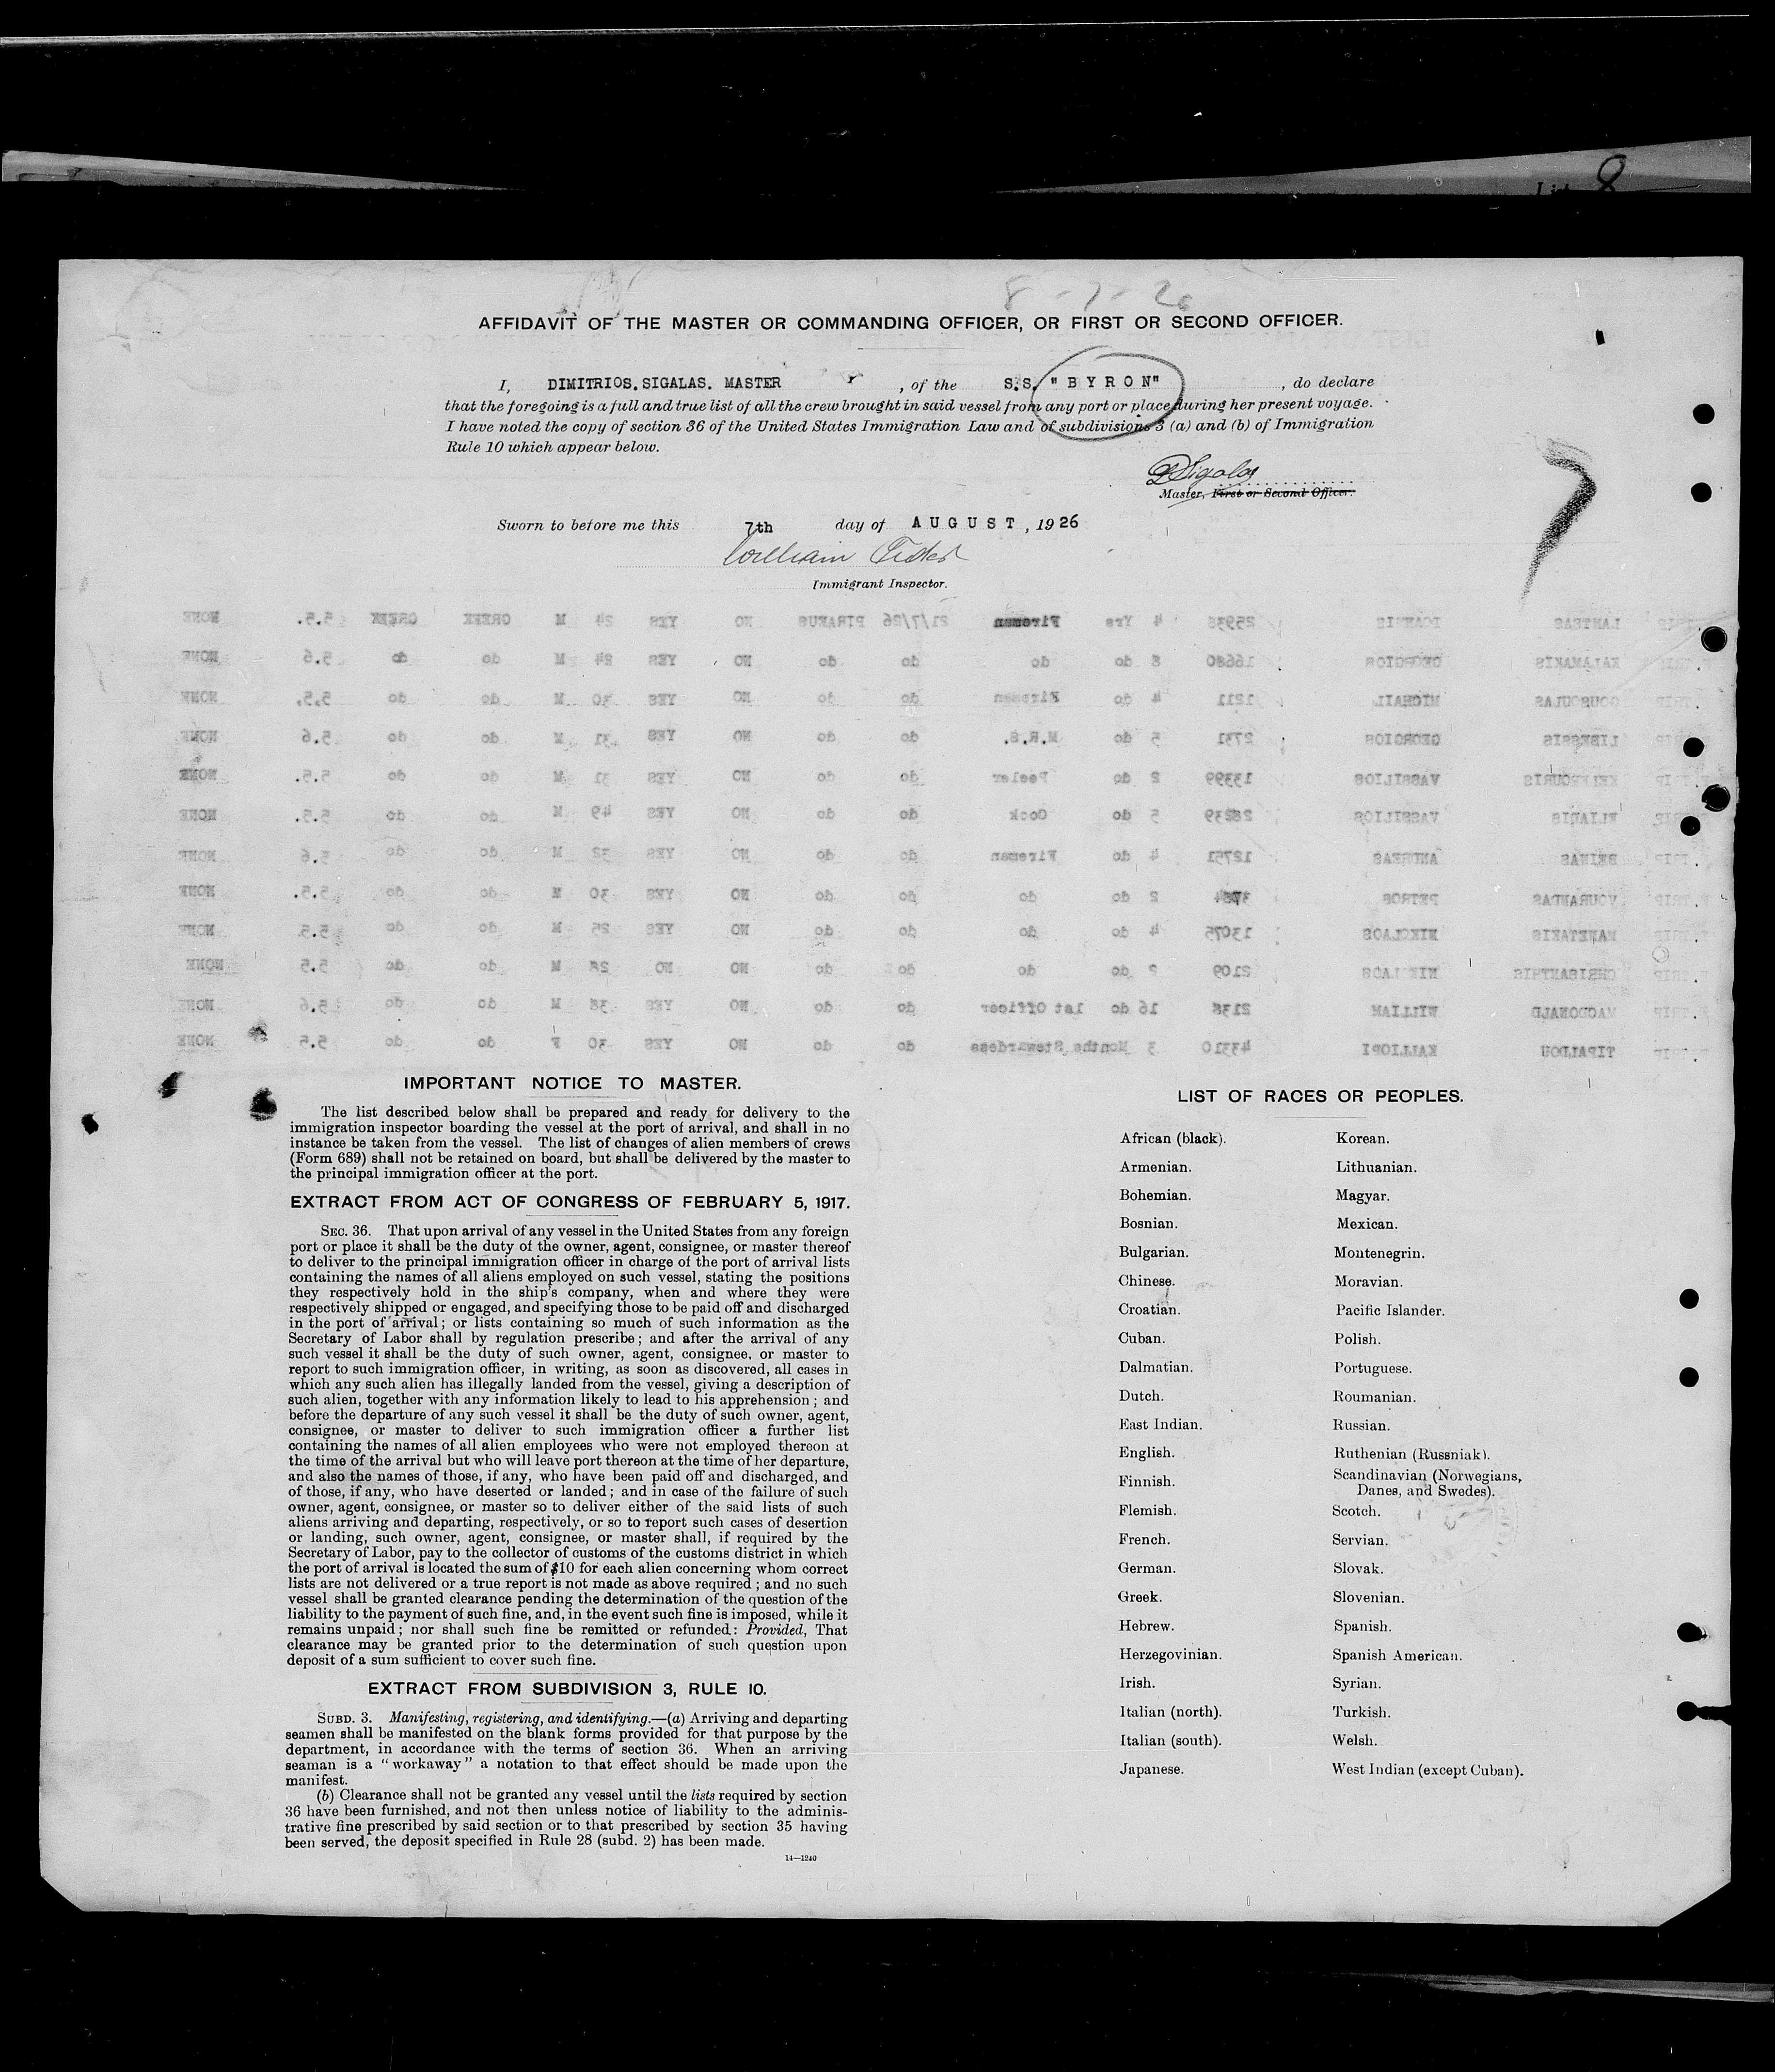 8
8 - 7 - 26
AFFIDAVIT OF THE MASTER OR COMMANDING OFFICER, OR FIRST OR SECOND OFFICER.
I, DIMITRIOS.SIGALAS. MASTER , of the S.S. "BYRON" , do declare
that the foregoing is a full and true list of all the crew brought in said vessel from any port or place during her present voyage.
I have noted the copy of section 36 of the United States Immigration Law and of subdivisions 3 (a) and (b) of Immigration
Rule 10 which appear below.
DSigalas
Master, First or Second Officer.
Sworn to before me this 7th day of AUGUST, 1926
William
Immigrant Inspector.
IMPORTANT NOTICE TO MASTER.
The list described below shall be prepared and ready for delivery to the
immigration inspector boarding the vessel at the port of arrival, and shall in no
instance be taken from the vessel. The list of changes of alien members of crews
(Form 689) shall not be retained on board, but shall be delivered by the master to
the principal immigration officer at the port.
EXTRACT FROM ACT OF CONGRESS OF FEBRUARY 5, 1917.
SEC. 36. That upon arrival of any vessel in the United States from any foreign
port or place it shall be the duty of the owner, agent, consignee, or master thereof
to deliver to the principal immigration officer in charge of the port of arrival lists
containing the names of all aliens employed on such vessel, stating the positions
they respectively hold in the ship's company, when and where they were
respectively shipped or engaged, and specifying those to be paid off and discharged
in the port of arrival; or lists containing so much of such information as the
Secretary of Labor shall by regulation prescribe; and after the arrival of any
such vessel it shall be the duty of such owner, agent, consignee, or master to
report to such immigration officer, in writing, as soon as discovered, all cases in
which any such alien has illegally landed from the vessel, giving a description of
such alien, together with any information likely to lead to his apprehension; and
before the departure of any such vessel it shall be the duty of such owner, agent,
consignee, or master to deliver to such immigration officer a further list
containing the names of all alien employees who were not employed thereon at
the time of the arrival but who will leave port thereon at the time of her departure,
and also the names of those, if any, who have been paid off and discharged, and
of those, if any, who have deserted or landed; and in case of the failure of such
owner, agent, consignee, or master so to deliver either of the said lists of such
aliens arriving and departing, respectively, or so to report such cases of desertion
or landing, such owner, agent, consignee, or master shall, if required by the
Secretary of Labor, pay to the collector of customs of the customs district in which
the port of arrival is located the sum of $10 for each alien concerning whom correct
lists are not delivered or a true report is not made as above required; and no such
vessel shall be granted clearance pending the determination of the question of the
liability to the payment of such fine, and, in the event such fine is imposed, while it
remains unpaid; nor shall such fine be remitted or refunded: Provided, That
clearance may be granted prior to the determination of such question upon
deposit of a sum sufficient to cover such fine.
EXTRACT FROM SUBDIVISION 3, RULE 10.
SUBD. 3. Manifesting, registering, and identifying.—(a) Arriving and departing
seamen shall be manifested on the blank forms provided for that purpose by the
department, in accordance with the terms of section 36. When an arriving
seaman is a "workaway" a notation to that effect should be made upon the
manifest.
(b) Clearance shall not be granted any vessel until the lists required by section
36 have been furnished, and not then unless notice of liability to the adminis-
trative fine prescribed by said section or to that prescribed by section 35 having
been served, the deposit specified in Rule 28 (subd. 2) has been made.
14—1240
LIST OF RACES OR PEOPLES.
African (black). Korean.
Armenian. Lithuanian.
Bohemian. Magyar.
Bosnian. Mexican.
Bulgarian. Montenegrin.
Chinese. Moravian.
Croatian. Pacific Islander.
Cuban. Polish.
Dalmatian. Portuguese.
Dutch. Roumanian.
East Indian. Russian.
English. Ruthenian (Russniak).
Finnish. Scandinavian (Norwegians,
Danes, and Swedes).
Flemish. Scotch.
French. Servian.
German. Slovak.
Greek. Slovenian.
Hebrew. Spanish.
Herzegovinian. Spanish American.
Irish. Syrian.
Italian (north). Turkish.
Italian (south). Welsh.
Japanese. West Indian (except Cuban).